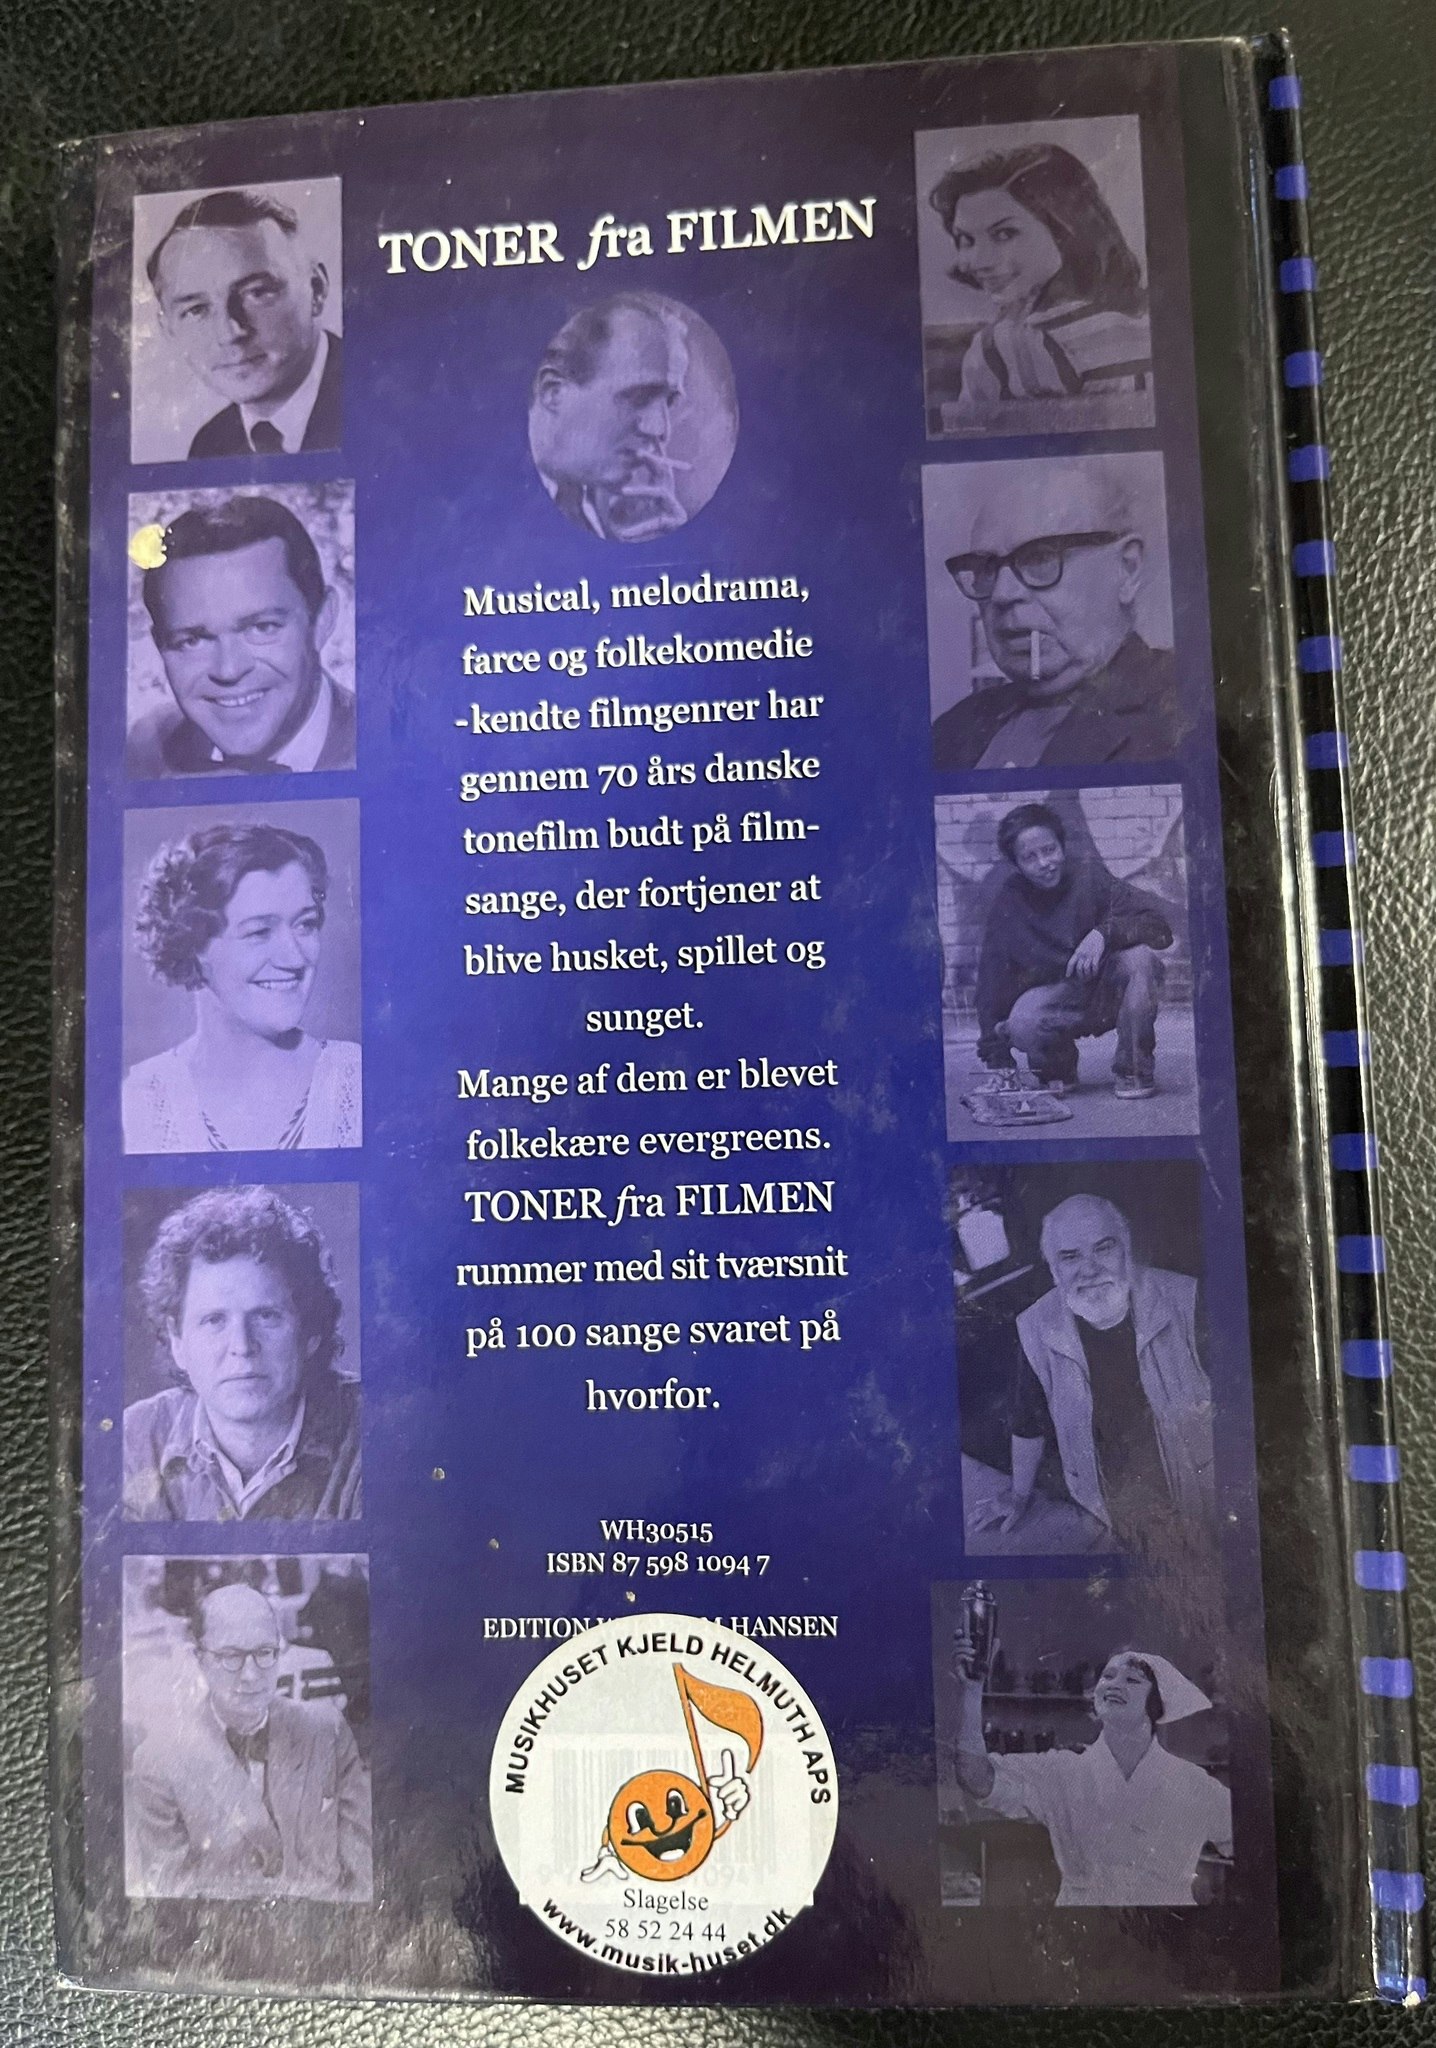 TONER fra FILMEN
Musical, melodrama,
farce og folkekomedie
-kendte filmgenrer har
gennem 70 års danske
tonefilm budt på film-
sange, der fortjener at
blive husket, spillet og
sunget.
Mange af dem er blevet
folkekære evergreens.
TONER fra FILMEN
rummer med sit tværsnit
på 100 sange svaret på
hvorfor.
WH30515
ISBN 87 598 1094 7
EDITION HANSEN
MUSIKHUSET KJELD HELMUTH APS
Slagelse
58 52 24 44
www.musik-huset.dk